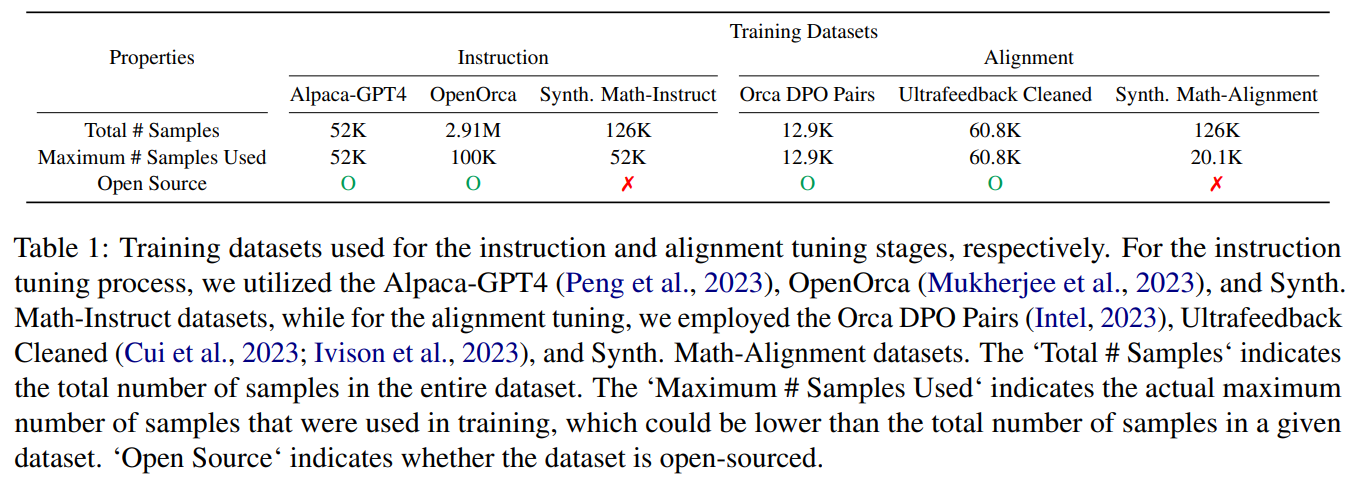 Training Datasets
Properties Instruction Alignment
Alpaca-GPT4 OpenOrca Synth. Math-Instruct Orca DPO Pairs Ultrafeedback Cleaned Synth. Math-Alignment
Total # Samples 52K 2.91M 126K 12.9K 60.8K 126K
Maximum # Samples Used 52K 100K 52K 12.9K 60.8K 20.1K
Open Source O O ✗ O O ✗
Table 1: Training datasets used for the instruction and alignment tuning stages, respectively. For the instruction
tuning process, we utilized the Alpaca-GPT4 (Peng et al., 2023), OpenOrca (Mukherjee et al., 2023), and Synth.
Math-Instruct datasets, while for the alignment tuning, we employed the Orca DPO Pairs (Intel, 2023), Ultrafeedback
Cleaned (Cui et al., 2023; Ivison et al., 2023), and Synth. Math-Alignment datasets. The ‘Total # Samples‘ indicates
the total number of samples in the entire dataset. The ‘Maximum # Samples Used‘ indicates the actual maximum
number of samples that were used in training, which could be lower than the total number of samples in a given
dataset. ‘Open Source‘ indicates whether the dataset is open-sourced.